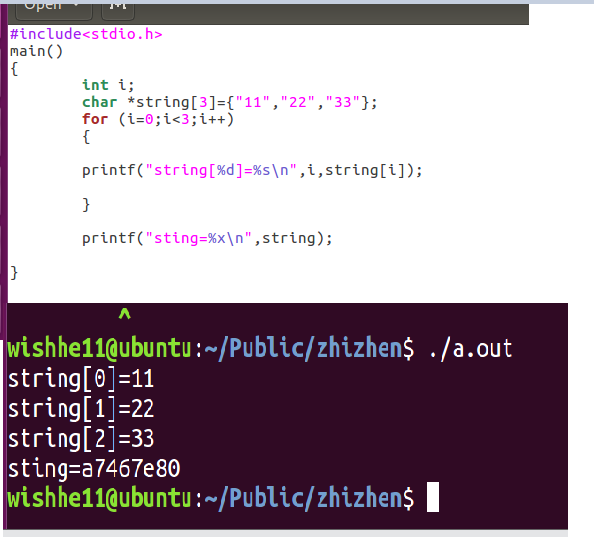 Open
#include<stdio.h>
main()
{
int i;
char *string[3]={"11","22","33"};
for (i=0;i<3;i++)
{
printf("string[%d]=%s\n",i,string[i]);
}
printf("sting=%x\n",string);
}
^
wishhe11@ubuntu:~/Public/zhizhen$ ./a.out
string[0]=11
string[1]=22
string[2]=33
sting=a7467e80
wishhe11@ubuntu:~/Public/zhizhen$